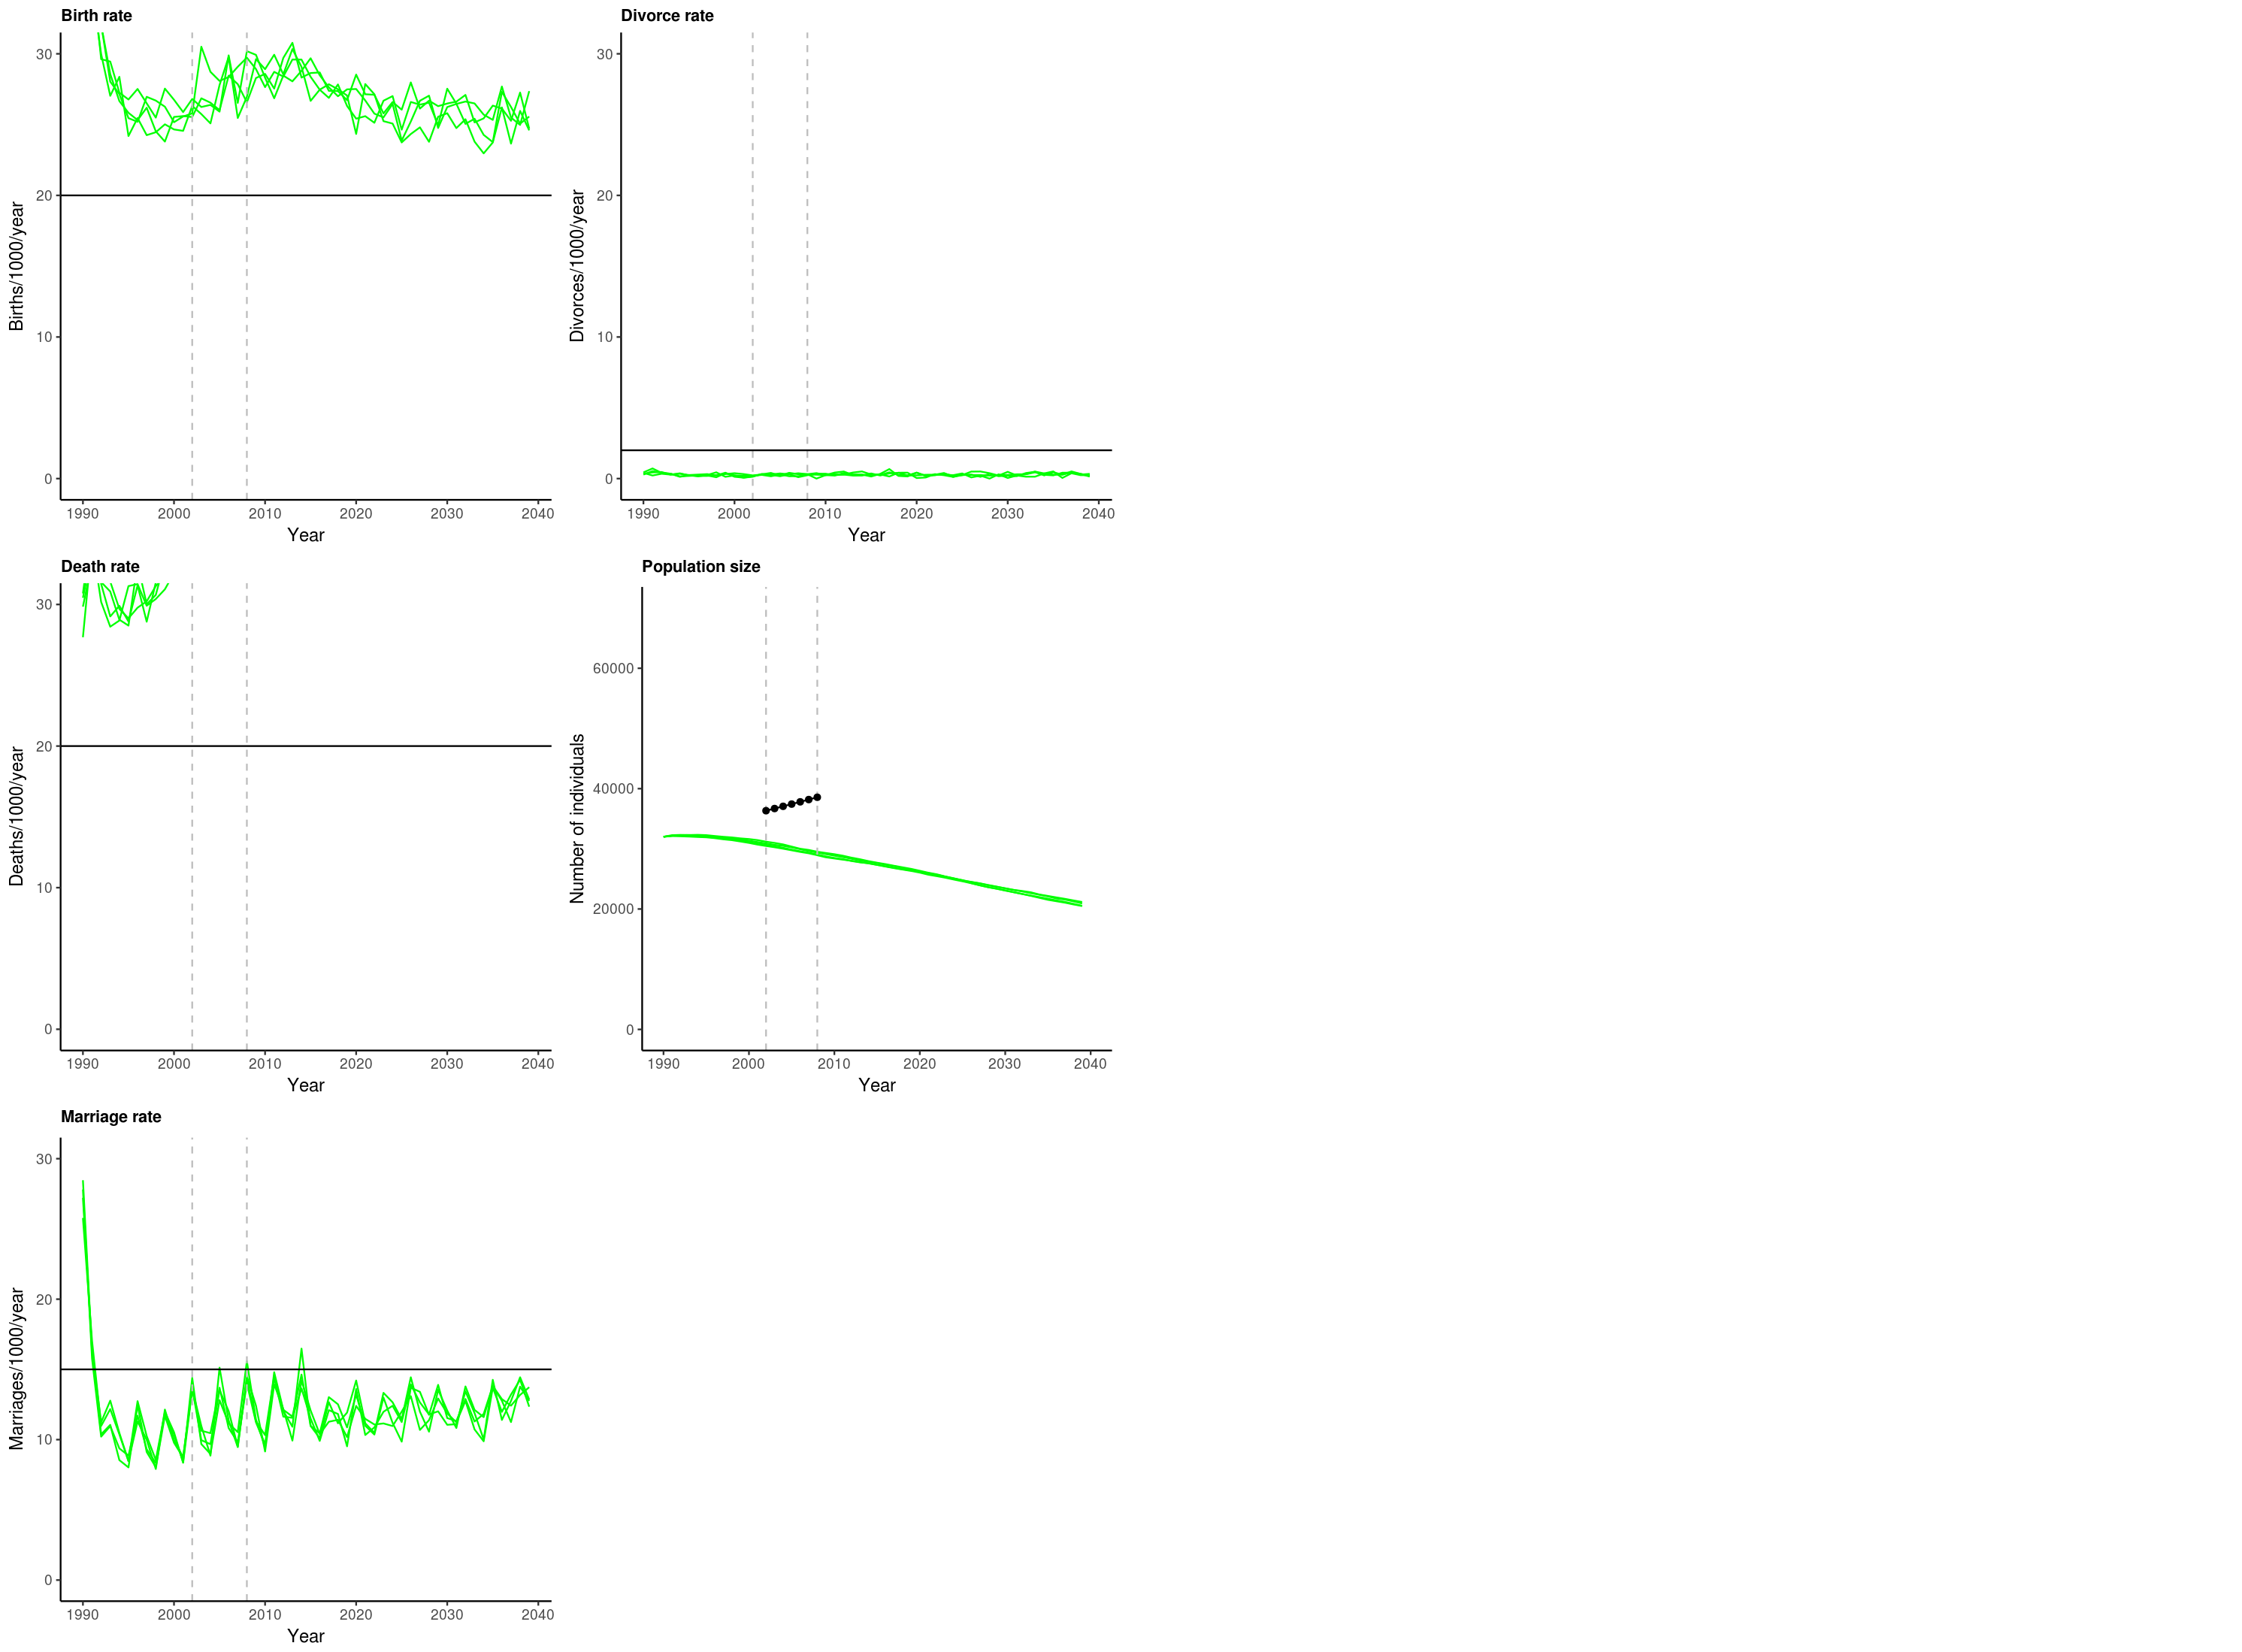 Birth rate
30
20
10
0
Births/1000/year
1990 2000 2010 2020 2030 2040
Year
Divorce rate
30
20
10
0
Divorces/1000/year
1990 2000 2010 2020 2030 2040
Year
Death rate
30
20
10
0
Deaths/1000/year
1990 2000 2010 2020 2030 2040
Year
Population size
60000
40000
20000
0
Number of individuals
1990 2000 2010 2020 2030 2040
Year
Marriage rate
30
20
10
0
Marriages/1000/year
1990 2000 2010 2020 2030 2040
Year